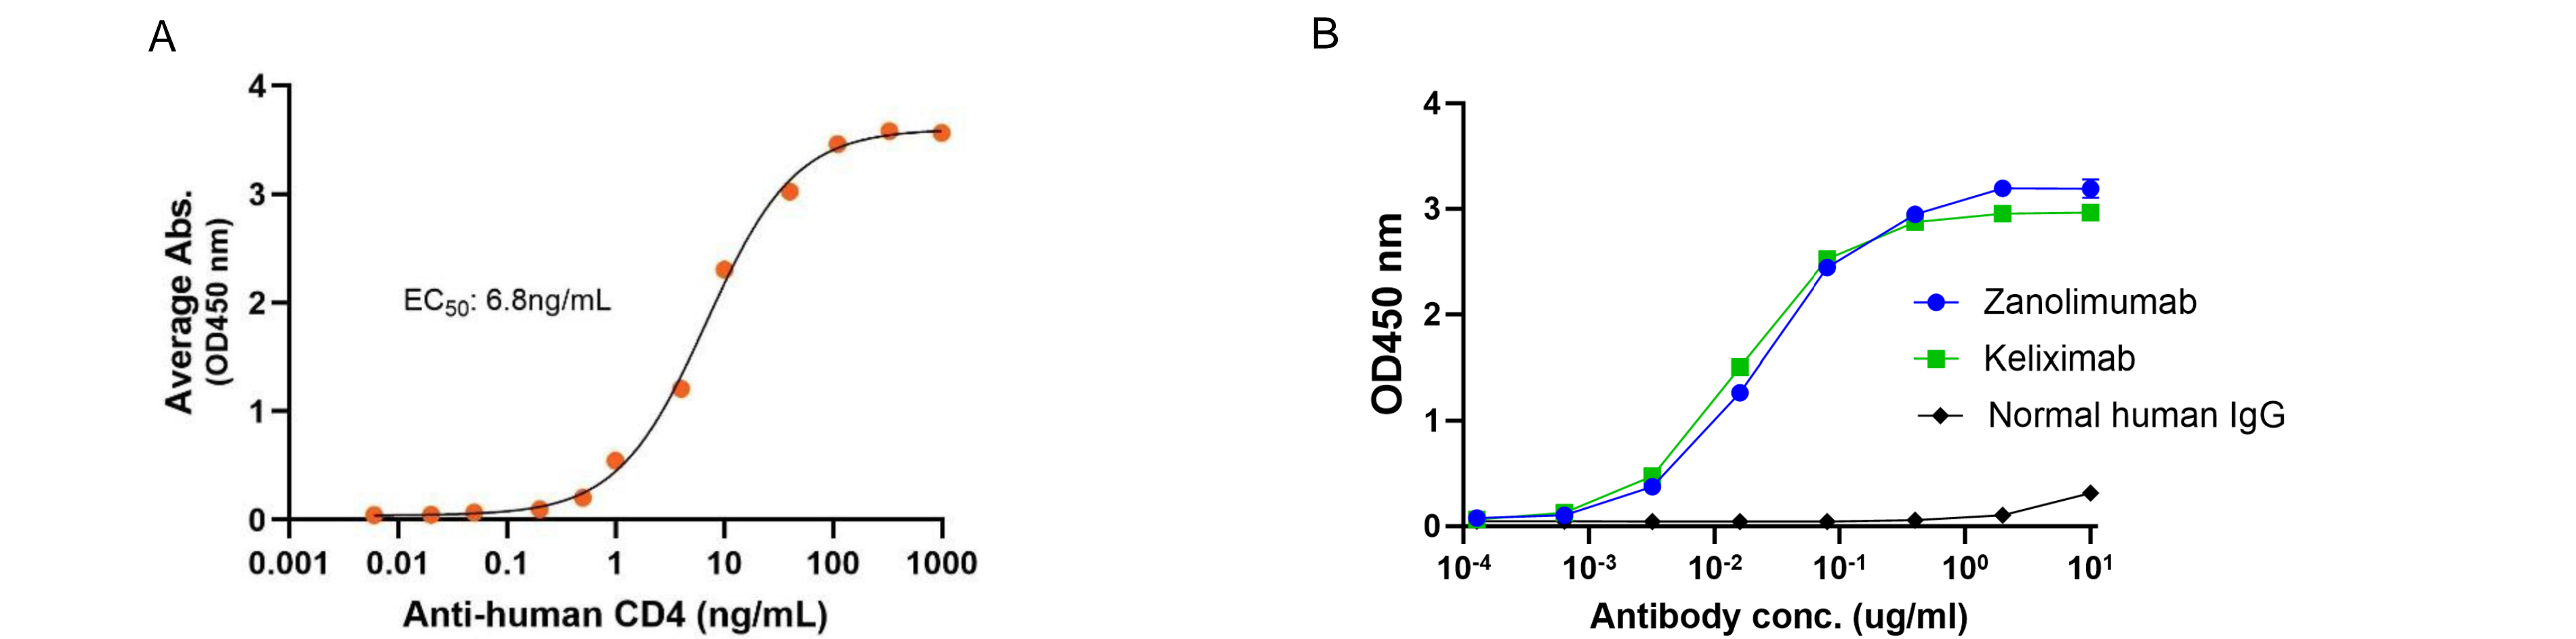 A
4
3
2
1
0
Average Abs.
(OD450 nm)
EC₅₀: 6.8ng/mL
0.001 0.01 0.1 1 10 100 1000
Anti-human CD4 (ng/mL)
B
4
3
2
1
0
OD450 nm
Zanolimumab
Keliximab
Normal human IgG
10⁻⁴ 10⁻³ 10⁻² 10⁻¹ 10⁰ 10¹
Antibody conc. (ug/ml)